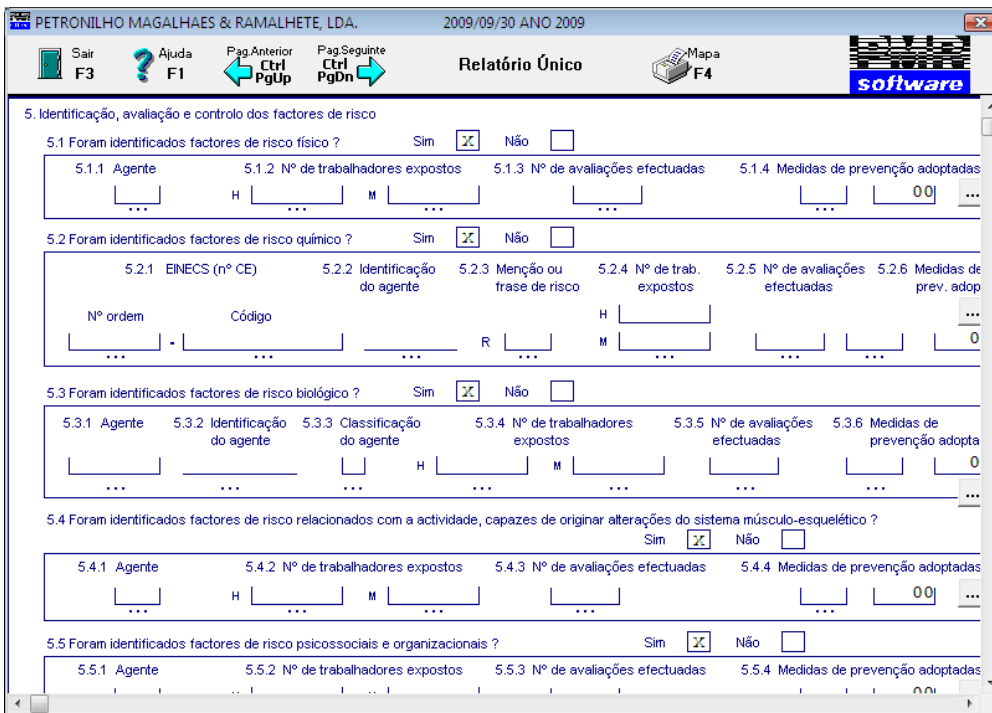 PETRONILHO MAGALHAES & RAMALHETE, LDA. 2009/09/30 ANO 2009
Sair F3 Ajuda F1 Pag.Anterior Ctrl PgUp Pag.Seguinte Ctrl PgDn Relatório Único Mapa F4 PMR software
5. Identificação, avaliação e controlo dos factores de risco
5.1 Foram identificados factores de risco físico ? Sim X Não
5.1.1 Agente 5.1.2 Nº de trabalhadores expostos 5.1.3 Nº de avaliações efectuadas 5.1.4 Medidas de prevenção adoptadas
H M 00 ...
... ... ... ... ...
5.2 Foram identificados factores de risco químico ? Sim X Não
5.2.1 EINECS (nº CE) 5.2.2 Identificação 5.2.3 Menção ou 5.2.4 Nº de trab. 5.2.5 Nº de avaliações 5.2.6 Medidas de
do agente frase de risco expostos efectuadas prev. adop
Nº ordem Código H ...
- R M 0
... ... ... ... ... ... ...
5.3 Foram identificados factores de risco biológico ? Sim X Não
5.3.1 Agente 5.3.2 Identificação 5.3.3 Classificação 5.3.4 Nº de trabalhadores 5.3.5 Nº de avaliações 5.3.6 Medidas de
do agente do agente expostos efectuadas prevenção adopta
H M 0
... ... ... ... ... ... ... ...
5.4 Foram identificados factores de risco relacionados com a actividade, capazes de originar alterações do sistema músculo-esquelético ?
Sim X Não
5.4.1 Agente 5.4.2 Nº de trabalhadores expostos 5.4.3 Nº de avaliações efectuadas 5.4.4 Medidas de prevenção adoptadas
H M 00 ...
... ... ... ... ...
5.5 Foram identificados factores de risco psicossociais e organizacionais ? Sim X Não
5.5.1 Agente 5.5.2 Nº de trabalhadores expostos 5.5.3 Nº de avaliações efectuadas 5.5.4 Medidas de prevenção adoptadas